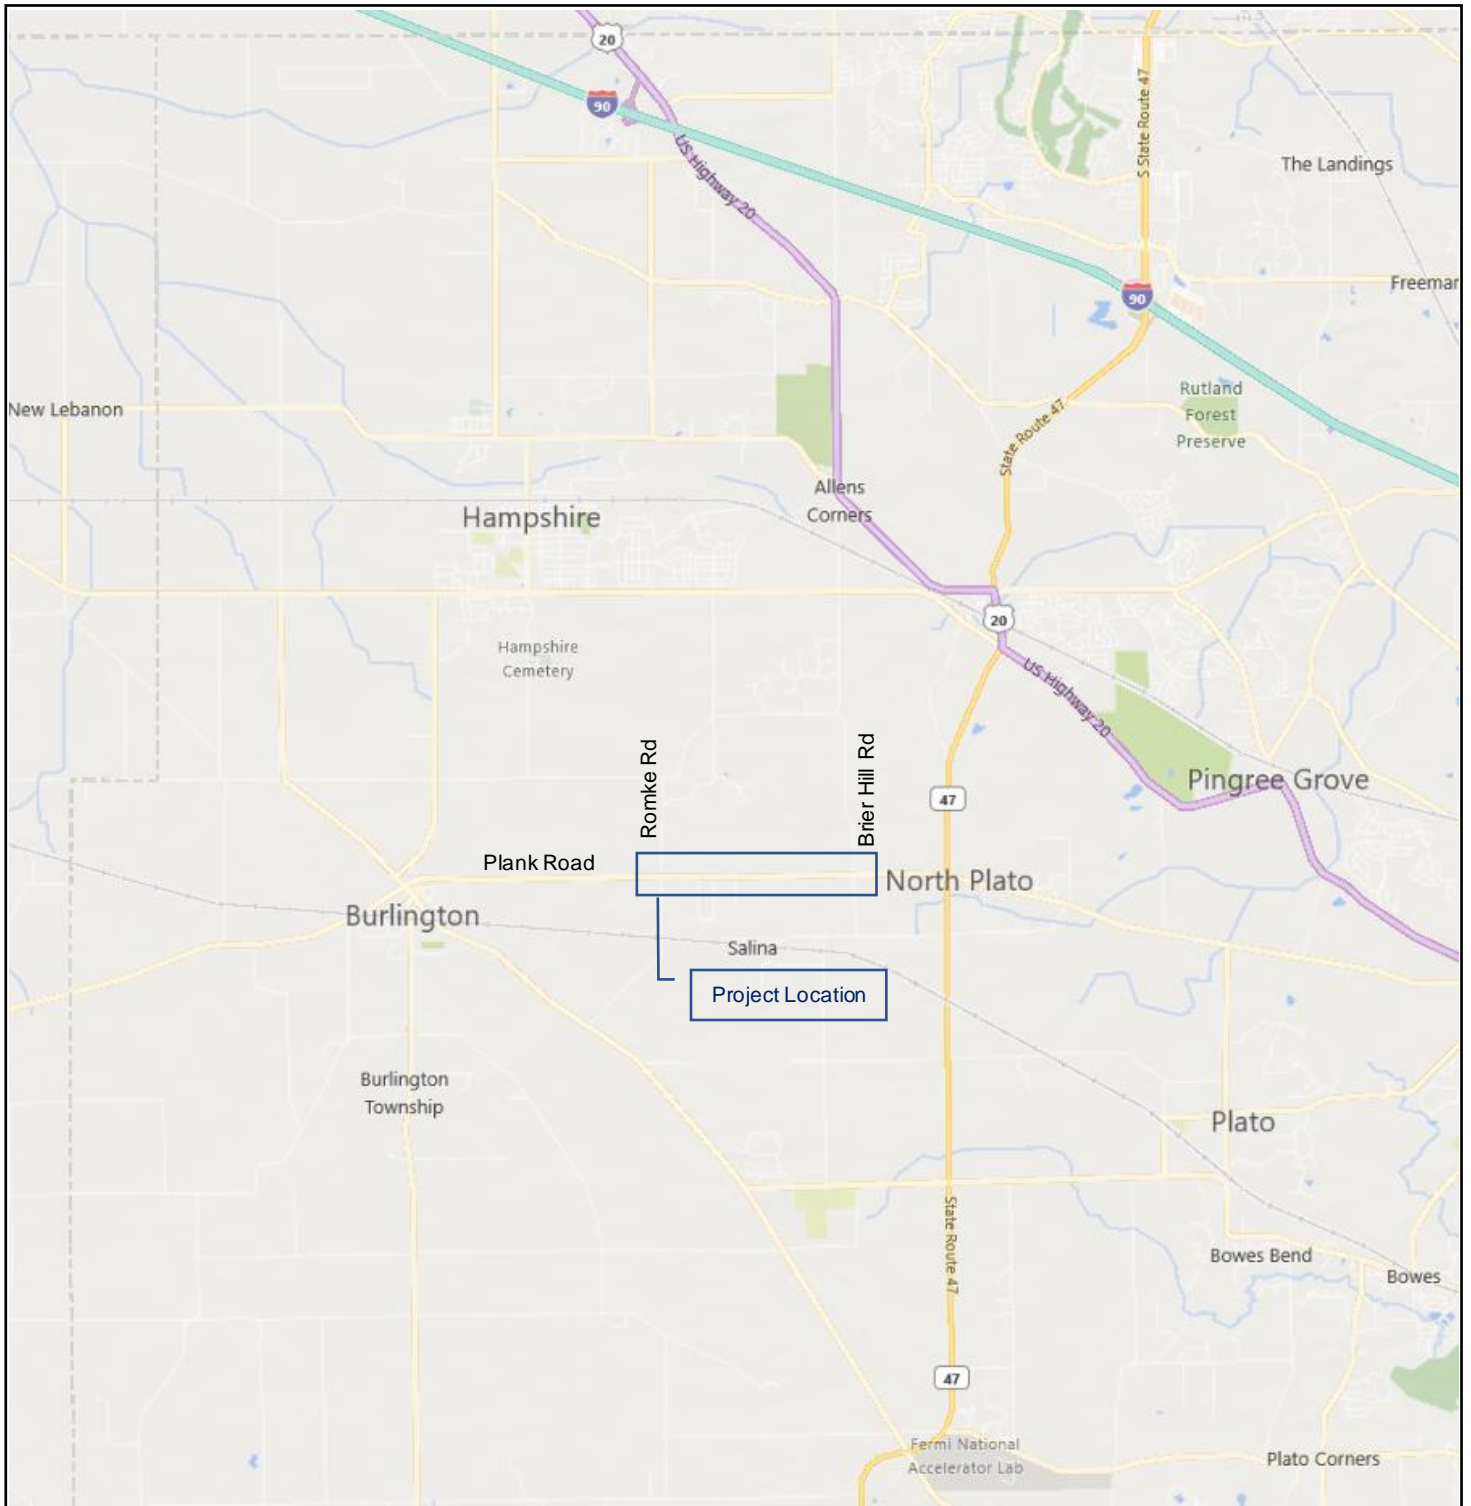 20
90
US Highway 20
S State Route 47
The Landings
90
Freemar
New Lebanon
Rutland
Forest
Preserve
State Route 47
Allens
Corners
Hampshire
20
Hampshire
Cemetery
US Highway 20
Romke Rd
Brier Hill Rd
47
Pingree Grove
Plank Road
North Plato
Burlington
Salina
Project Location
Burlington
Township
Plato
State Route 47
Bowes Bend
Bowes
47
Fermi National
Accelerator Lab
Plato Corners